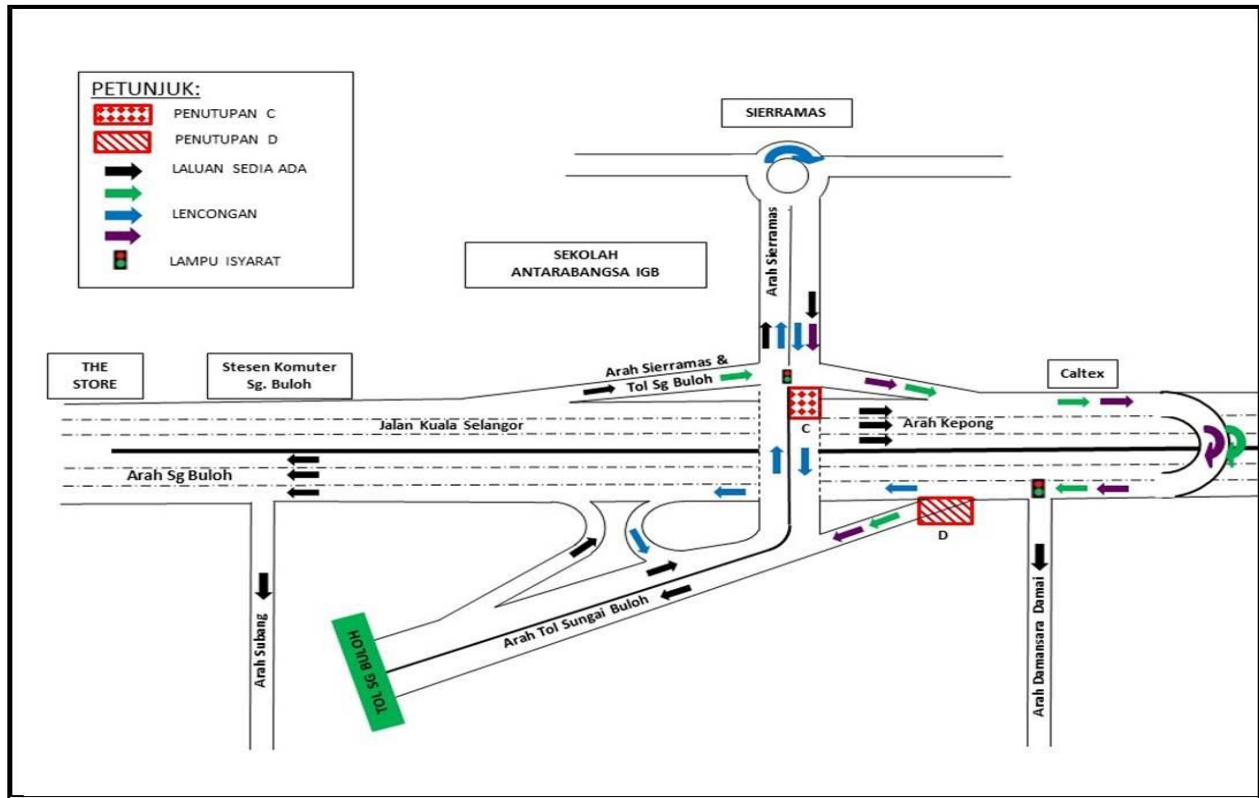 PETUNJUK:
PENUTUPAN C
PENUTUPAN D
LALUAN SEDIA ADA
LENCONGAN
LAMPU ISYARAT
SIERRAMAS
Arah Sierramas
SEKOLAH
ANTARABANGSA IGB
THE
STORE
Stesen Komuter
Sg. Buloh
Arah Sierramas &
Tol Sg Buloh
Caltex
Jalan Kuala Selangor
C
Arah Kepong
Arah Sg Buloh
D
Arah Tol Sungai Buloh
TOL SG BULOH
Arah Subang
Arah Damansara Damai